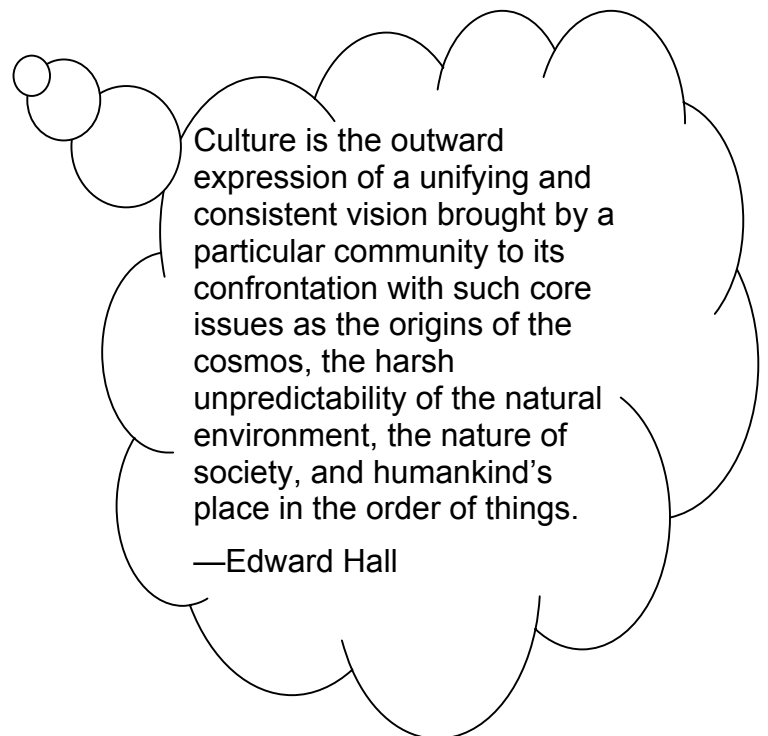 Culture is the outward
expression of a unifying and
consistent vision brought by a
particular community to its
confrontation with such core
issues as the origins of the
cosmos, the harsh
unpredictability of the natural
environment, the nature of
society, and humankind’s
place in the order of things.
—Edward Hall